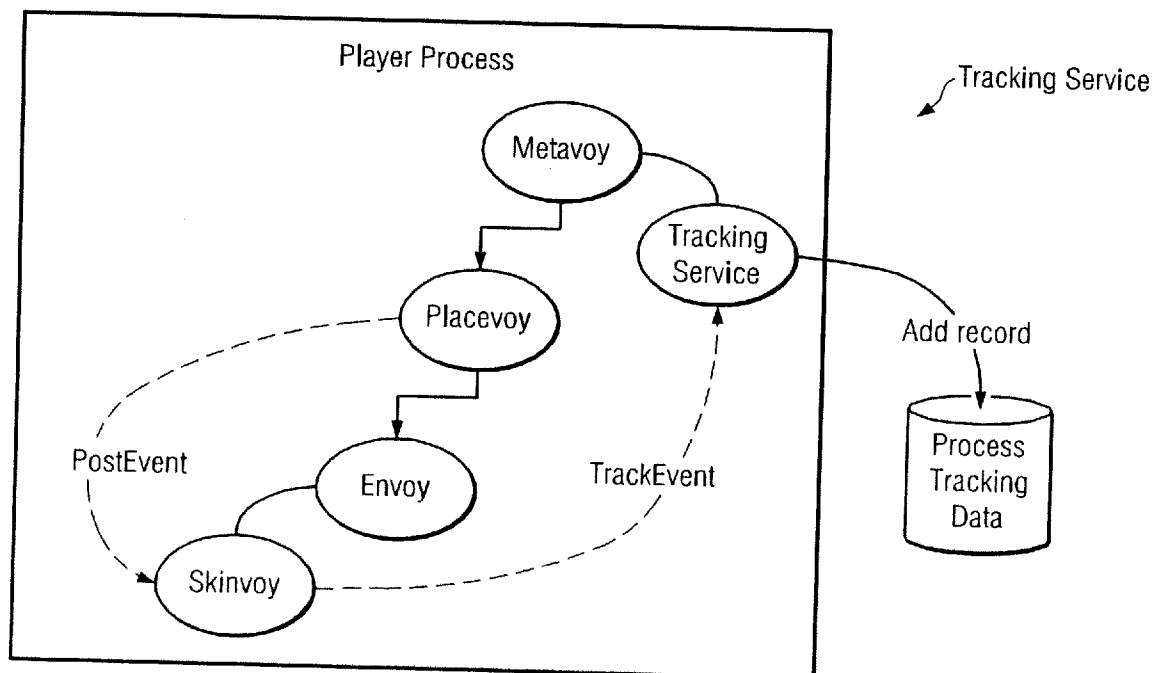 Player Process
Tracking Service
Metavoy
Tracking
Service
Placevoy
Add record
PostEvent
Envoy
TrackEvent
Process
Tracking
Data
Skinvoy